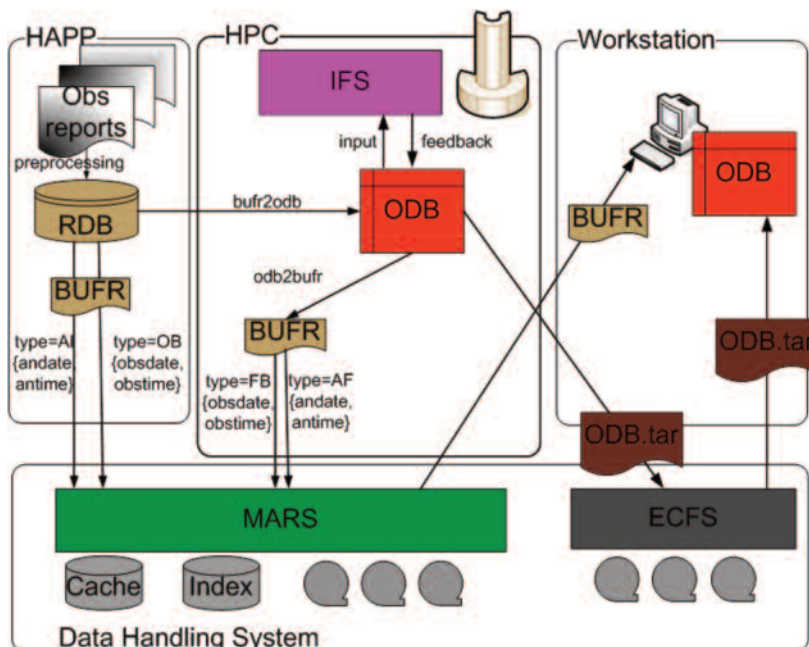 HAPP
HPC
Workstation
Obs
reports
IFS
preprocessing
input
feedback
RDB
bufr2odb
ODB
ODB
BUFR
odb2bufr
BUFR
BUFR
type=AI
{andate,
antime}
type=OB
{obsdate,
obstime}
type=FB
{obsdate,
obstime}
type=AF
{andate,
antime}
ODB.tar
ODB.tar
MARS
ECFS
Cache
Index
Data Handling System